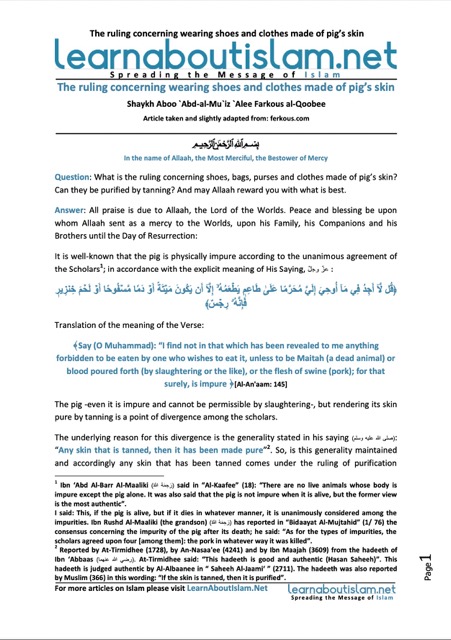 The ruling concerning wearing shoes and clothes made of pig's skin
learnaboutislam.net
Spreading the Message of Islam
The ruling concerning wearing shoes and clothes made of pig's skin
Shaykh Aboo `Abd-al-Mu`iz `Alee Farkous al-Qoobee
Article taken and slightly adapted from: ferkous.com
بِسْمِ اللَّهِ الرَّحْمَنِ الرَّحِيمِ
In the name of Allaah, the Most Merciful, the Bestower of Mercy
Question: What is the ruling concerning shoes, bags, purses and clothes made of pig's skin?
Can they be purified by tanning? And may Allaah reward you with what is best.
Answer: All praise is due to Allaah, the Lord of the Worlds. Peace and blessing be upon
whom Allaah sent as a mercy to the Worlds, upon his Family, his Companions and his
Brothers until the Day of Resurrection:
It is well-known that the pig is physically impure according to the unanimous agreement of
the Scholars1; in accordance with the explicit meaning of His Saying, عزّ وجلّ :
﴿قُل لَّا أَجِدُ فِي مَا أُوحِيَ إِلَيَّ مُحَرَّمًا عَلَىٰ طَاعِمٍ يَطْعَمُهُ إِلَّا أَن يَكُونَ مَيْتَةً أَوْ دَمًا مَّسْفُوحًا أَوْ لَحْمَ خِنزِيرٍ
فَإِنَّهُ رِجْسٌ﴾
Translation of the meaning of the Verse:
﴾Say (O Muhammad): "I find not in that which has been revealed to me anything
forbidden to be eaten by one who wishes to eat it, unless to be Maitah (a dead animal) or
blood poured forth (by slaughtering or the like), or the flesh of swine (pork); for that
surely, is impure ﴿[Al-An'aam: 145]
The pig -even it is impure and cannot be permissible by slaughtering-, but rendering its skin
pure by tanning is a point of divergence among the scholars.
The underlying reason for this divergence is the generality stated in his saying (صلى الله عليه وسلم):
"Any skin that is tanned, then it has been made pure"2. So, is this generality maintained
and accordingly any skin that has been tanned comes under the ruling of purification
1 Ibn 'Abd Al-Barr Al-Maaliki (رَحِمَهُ اللهُ) said in "Al-Kaafee" (18): "There are no live animals whose body is
impure except the pig alone. It was also said that the pig is not impure when it is alive, but the former view
is the most authentic".
I said: This, if the pig is alive, but if it dies in whatever manner, it is unanimously considered among the
impurities. Ibn Rushd Al-Maaliki (the grandson) (رَحِمَهُ اللهُ) has reported in "Bidaayat Al-Mujtahid" (1/ 76) the
consensus concerning the impurity of the pig after its death; he said: "As for the types of impurities, the
scholars agreed upon four [among them]: the pork in whatever way it was killed".
2 Reported by At-Tirmidhee (1728), by An-Nasaa'ee (4241) and by Ibn Maajah (3609) from the hadeeth of
Ibn 'Abbaas (رضي الله عنهما). At-Tirmidhee said: "This hadeeth is good and authentic (Hasan Saheeh)". This
hadeeth is judged authentic by Al-Albaanee in " Saheeh Al-Jaami' " (2711). The hadeeth was also reported
by Muslim (366) in this wording: "If the skin is tanned, then it is purified".
Page 1
For more articles on Islam please visit LearnAboutIslam.Net
learnaboutislam.net
Spreading the Message of Islam